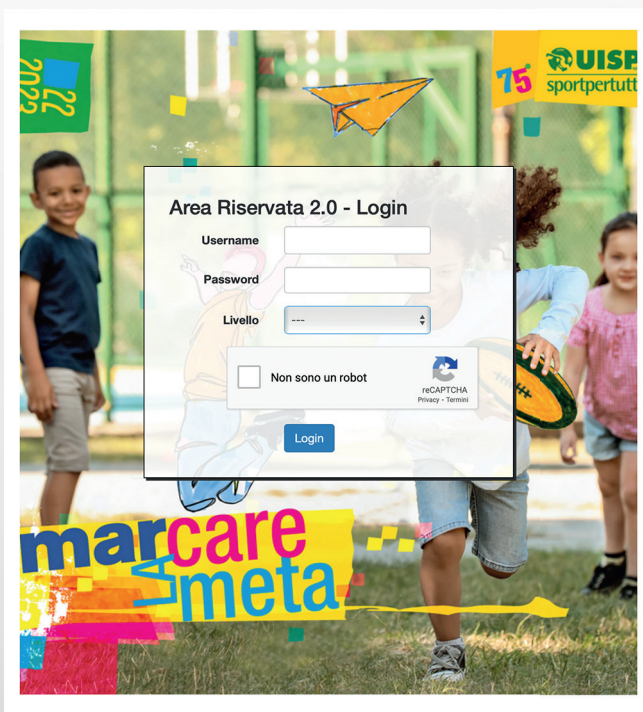 2022
2023
75°
UISP
sportpertutt
Area Riservata 2.0 - Login
Username
Password
Livello
---
Non sono un robot
reCAPTCHA
Privacy - Termini
Login
marcare
LA
meta